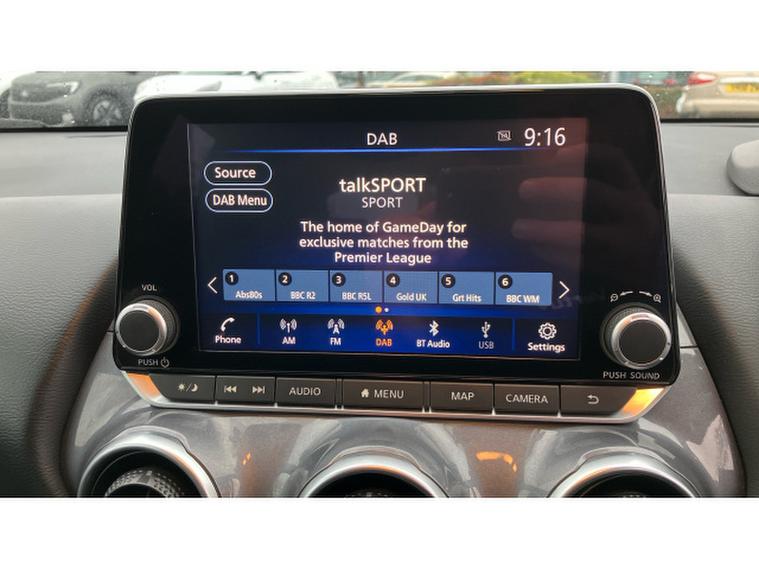 DAB
9:16
Source
DAB Menu
talkSPORT
SPORT
The home of GameDay for
exclusive matches from the
Premier League
1 2 3 4 5 6
Abs80s BBC R2 BBC R5L Gold UK Grt Hits BBC WM
Phone AM FM DAB BT Audio USB Settings
VOL
PUSH
PUSH SOUND
AUDIO MENU MAP CAMERA